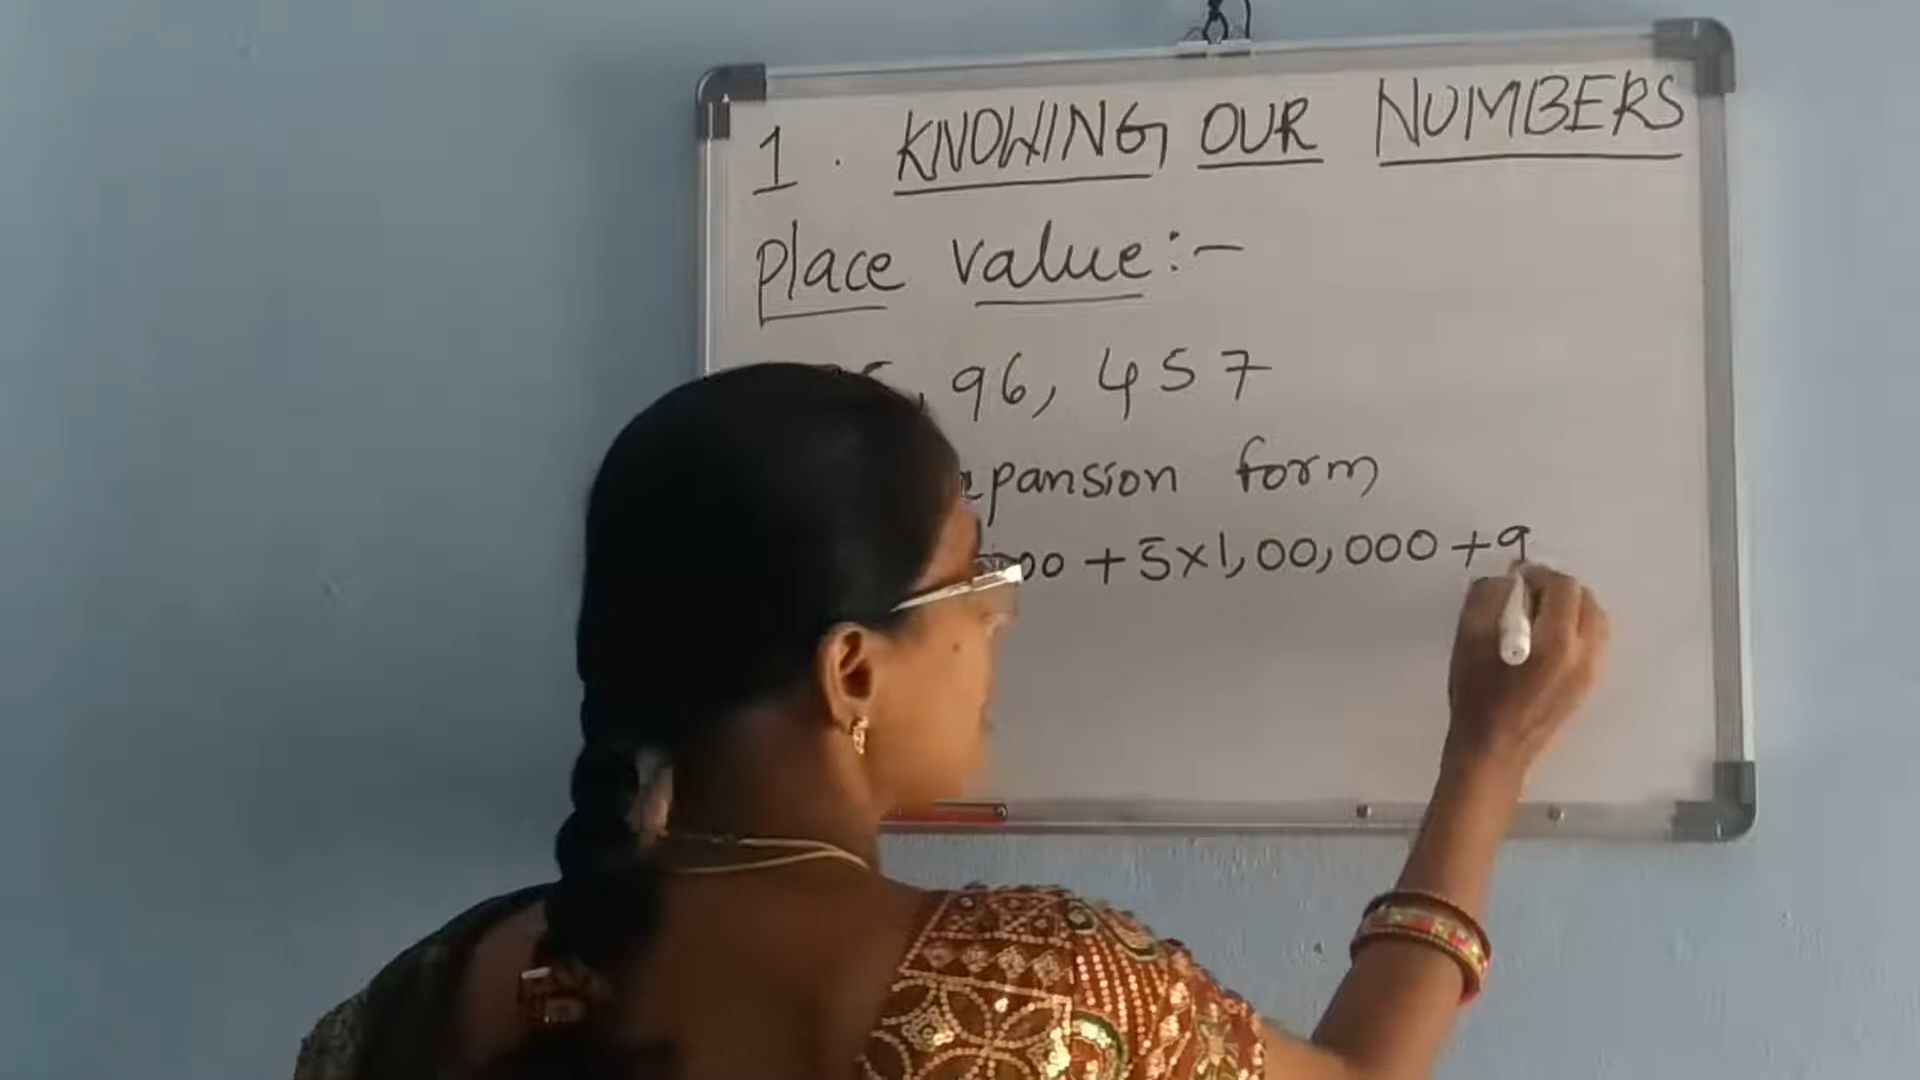 1. KNOWING OUR NUMBERS
Place value:-
, 96, 457
pansion form
00 + 5×1,00,000 + 9